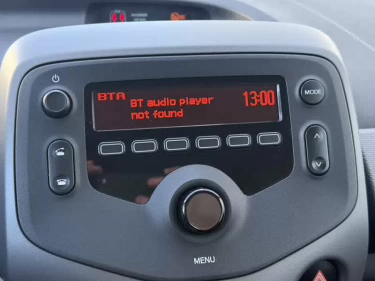 BTA
BT audio player 13:00
not found
MODE
MENU